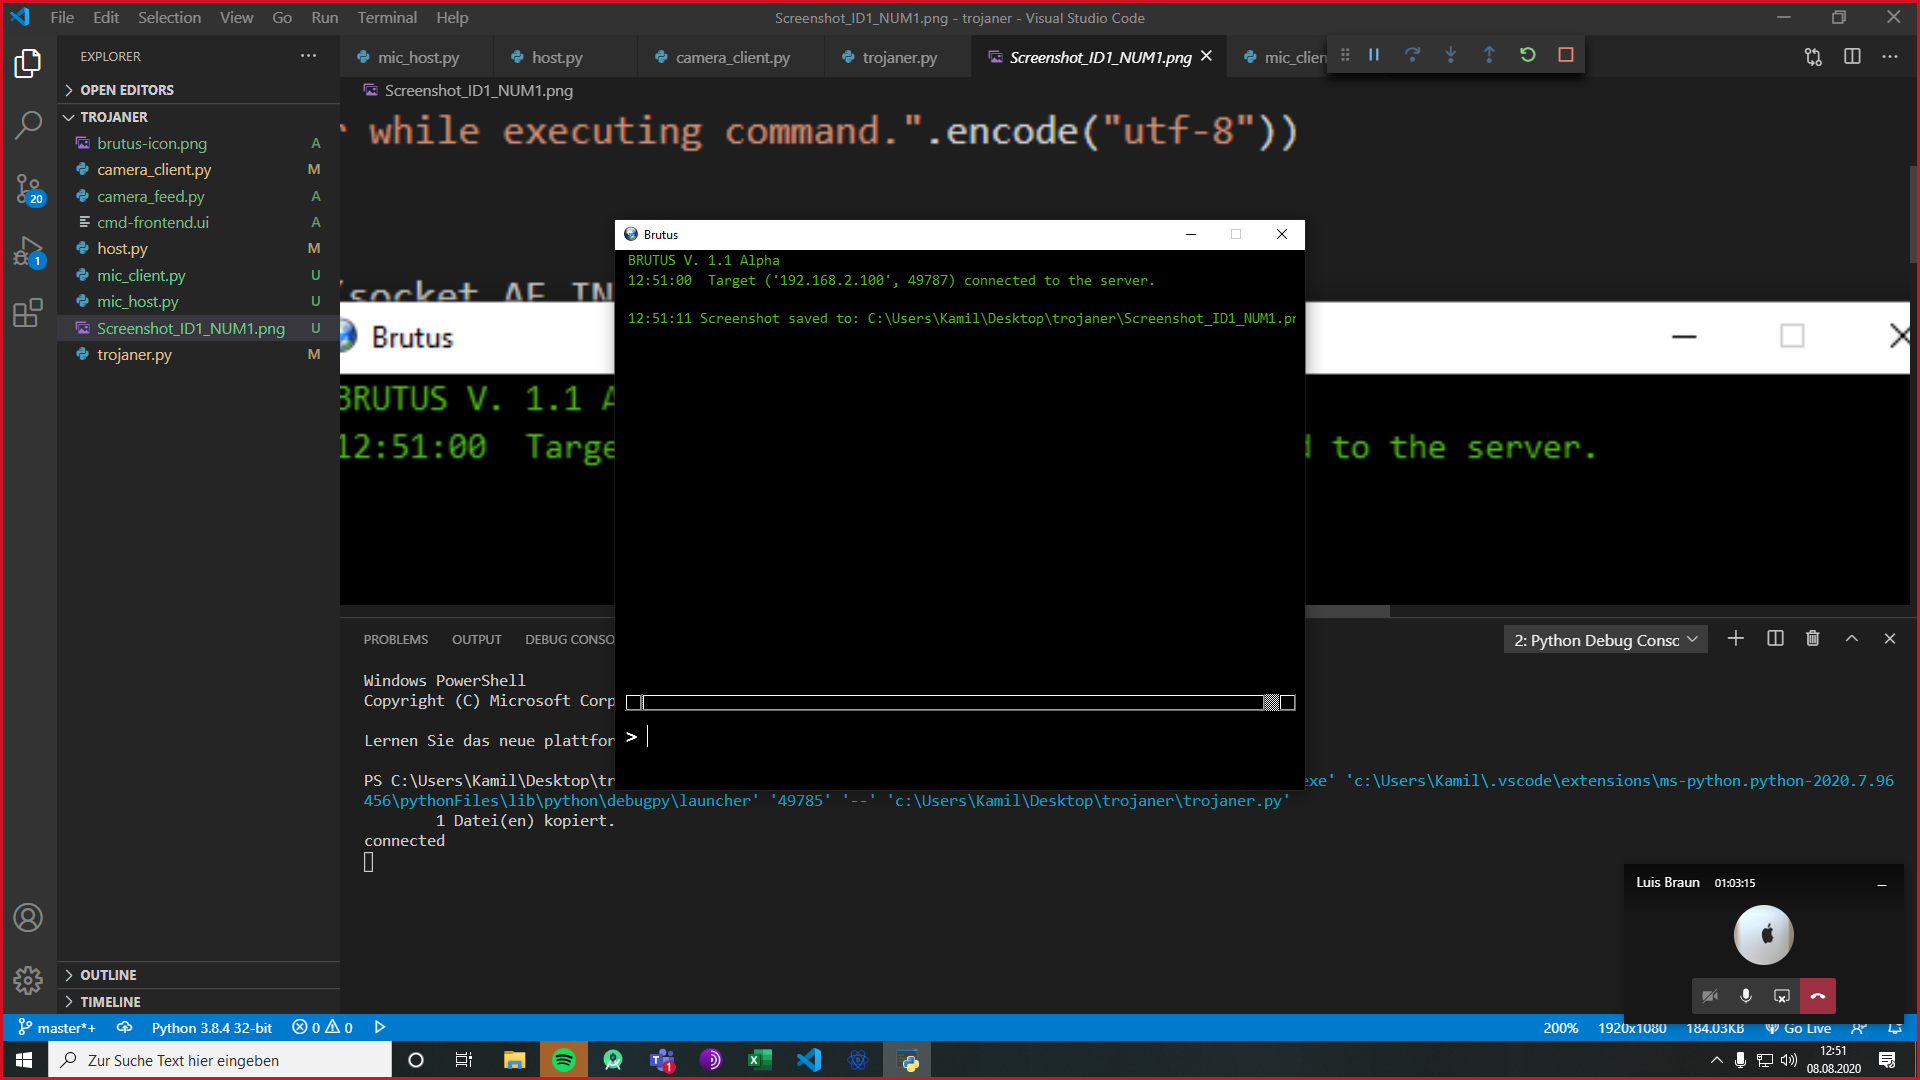 File Edit Selection View Go Run Terminal Help
Screenshot_ID1_NUM1.png - trojaner - Visual Studio Code
EXPLORER
mic_host.py
host.py
camera_client.py
trojaner.py
Screenshot_ID1_NUM1.png
mic_clien
OPEN EDITORS
Screenshot_ID1_NUM1.png
TROJANER
brutus-icon.png A
camera_client.py M
camera_feed.py A
cmd-frontend.ui A
host.py M
mic_client.py U
mic_host.py U
Screenshot_ID1_NUM1.png U
trojaner.py M
20
1
while executing command.".encode("utf-8"))
socket.AF_IN
Brutus
BRUTUS V. 1.1 A
12:51:00 Targe
to the server.
Brutus
BRUTUS V. 1.1 Alpha
12:51:00 Target ('192.168.2.100', 49787) connected to the server.
12:51:11 Screenshot saved to: C:\Users\Kamil\Desktop\trojaner\Screenshot_ID1_NUM1.pn
>
PROBLEMS OUTPUT DEBUG CONSO
2: Python Debug Consc
Windows PowerShell
Copyright (C) Microsoft Corp
Lernen Sie das neue plattfor
PS C:\Users\Kamil\Desktop\tr
exe' 'c:\Users\Kamil\.vscode\extensions\ms-python.python-2020.7.96
456\pythonFiles\lib\python\debugpy\launcher' '49785' '--' 'c:\Users\Kamil\Desktop\trojaner\trojaner.py'
1 Datei(en) kopiert.
connected
Luis Braun 01:03:15
OUTLINE
TIMELINE
master*+ Python 3.8.4 32-bit 0 0
200% 1920x1080 184.03KB Go Live
Zur Suche Text hier eingeben
1
12:51
08.08.2020